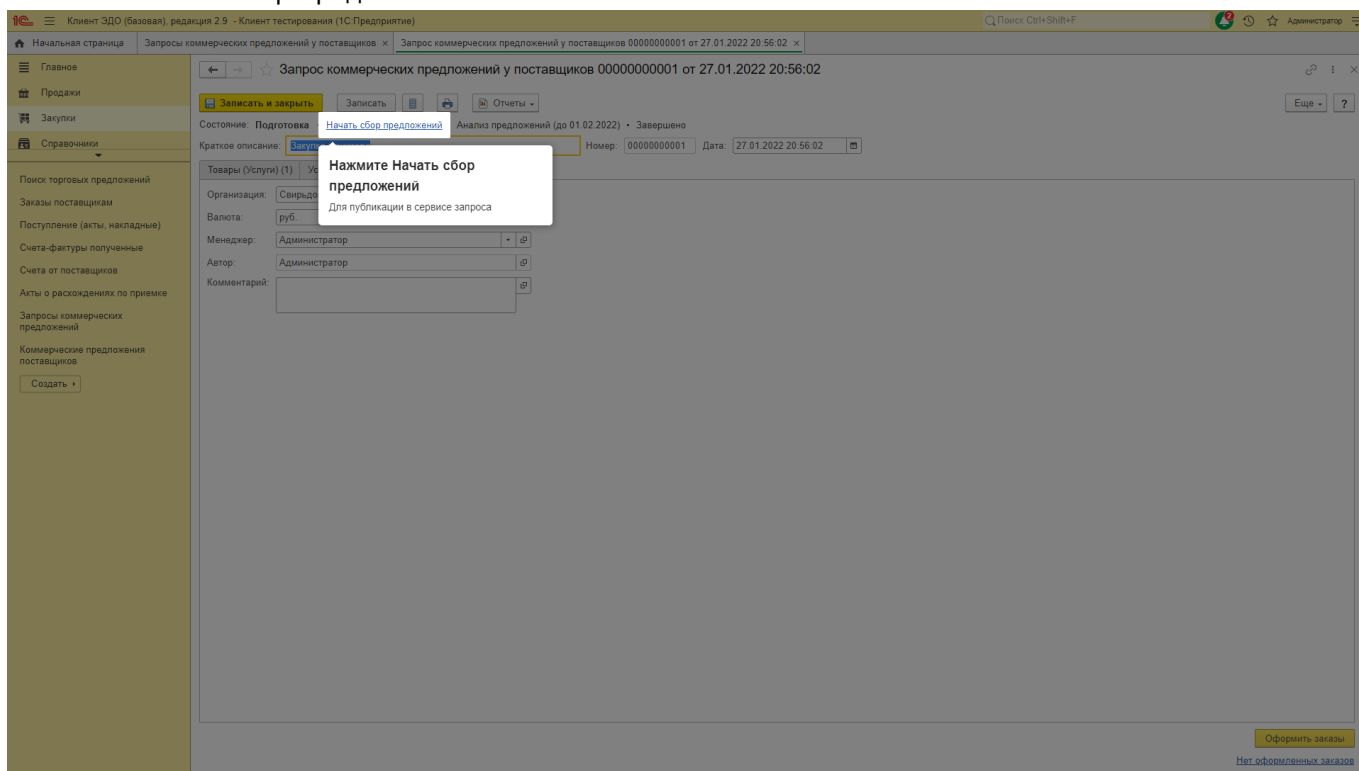 1С Клиент ЭДО (базовая), редакция 2.9 - Клиент тестирования (1С:Предприятие) Поиск Ctrl+Shift+F 2 Администратор
Начальная страница Запросы коммерческих предложений у поставщиков × Запрос коммерческих предложений у поставщиков 00000000001 от 27.01.2022 20:56:02 ×
Главное
Продажи
Закупки
Справочники
Поиск торговых предложений
Заказы поставщикам
Поступление (акты, накладные)
Счета-фактуры полученные
Счета от поставщиков
Акты о расхождениях по приемке
Запросы коммерческих
предложений
Коммерческие предложения
поставщиков
Создать
Запрос коммерческих предложений у поставщиков 00000000001 от 27.01.2022 20:56:02
Записать и закрыть Записать Отчеты Еще ?
Состояние: Подготовка Начать сбор предложений Анализ предложений (до 01.02.2022) • Завершено
Краткое описание: Номер: 00000000001 Дата: 27.01.2022 20:56:02
Товары (Услуги) (1)
Нажмите Начать сбор
предложений
Для публикации в сервисе запроса
Организация:
Валюта: руб.
Менеджер: Администратор
Автор: Администратор
Комментарий:
Оформить заказы
Нет оформленных заказов